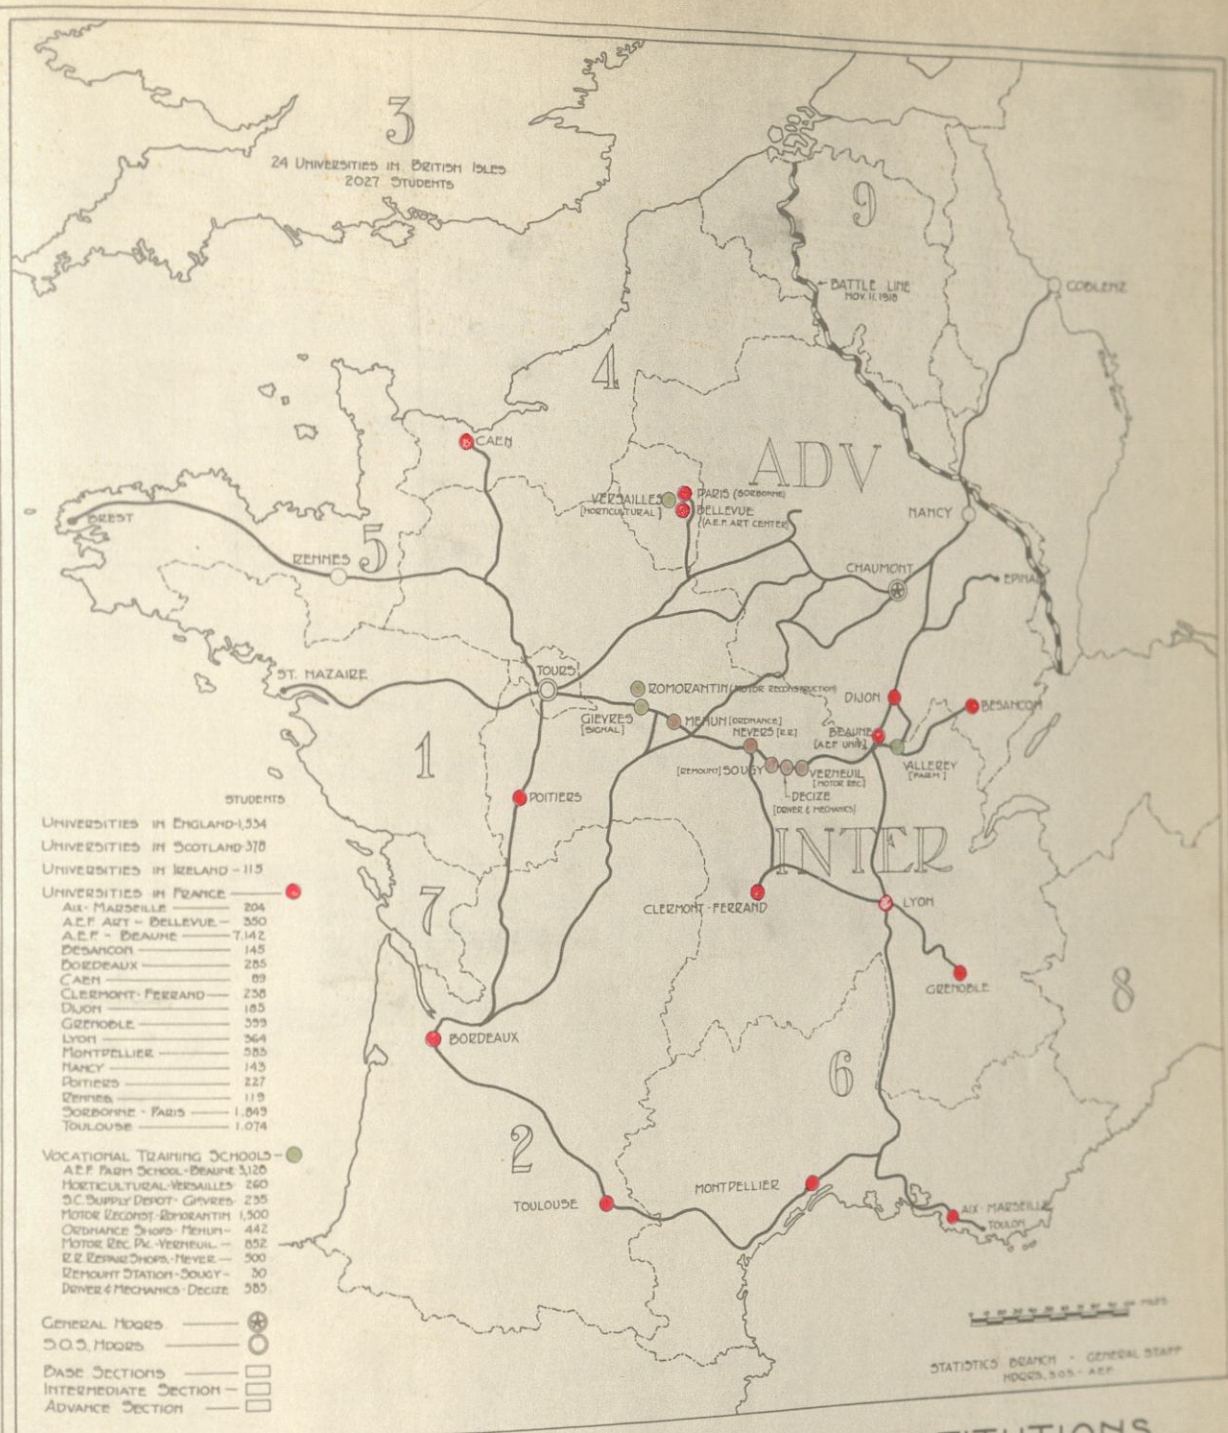 3
24 UNIVERSITIES IN BRITISH ISLES
2027 STUDENTS
9
BATTLE LINE
NOV. 11, 1918
COBLENZ
4
CAEN
ADV
VERSAILLES
[HORTICULTURAL]
PARIS (SORBONNE)
BELLEVUE
(A.E.F. ART CENTER)
NANCY
BREST
5
RENNES
CHAUMONT
EPINAL
ST. NAZAIRE
TOURS
ROMORANTIN (MOTOR RECONSTRUCTION)
GIEVRES
[SIGNAL]
MEHUN [ORDNANCE]
NEVERS [R.R.]
DIJON
BESANCON
BEAUNE
[A.E.F. UNIV.]
VALLEREY
[FARM]
[REMOUNT] SOUGY
VERNEUIL
[MOTOR REC.]
DECIZE
[DRIVER & MECHANICS]
1
POITIERS
INTER
CLERMONT-FERRAND
LYON
GRENOBLE
7
8
BORDEAUX
6
2
TOULOUSE
MONTPELLIER
AIX-MARSEILLE
TOULON
STUDENTS
UNIVERSITIES IN ENGLAND-1,534
UNIVERSITIES IN SCOTLAND-378
UNIVERSITIES IN IRELAND-115
UNIVERSITIES IN FRANCE
AIX-MARSEILLE 204
A.E.F. ART-BELLEVUE- 350
A.E.F.-BEAUNE 7,142
BESANCON 145
BORDEAUX 285
CAEN 89
CLERMONT-FERRAND 238
DIJON 185
GRENOBLE 399
LYON 364
MONTPELLIER 585
NANCY 143
POITIERS 227
RENNES 119
SORBONNE-PARIS 1,849
TOULOUSE 1,074
VOCATIONAL TRAINING SCHOOLS-
A.E.F. FARM SCHOOL-BEAUNE 3,128
HORTICULTURAL-VERSAILLES 260
S.C. SUPPLY DEPOT-GIEVRES 235
MOTOR RECONST.-ROMORANTIN 1,500
ORDNANCE SHOPS-MEHUN- 442
MOTOR REC. PK.-VERNEUIL- 852
R.R. REPAIR SHOPS,-NEVER- 500
REMOUNT STATION-SOUGY- 30
DRIVER & MECHANICS-DECIZE 585
GENERAL HDQRS.
S.O.S. HDQRS.
BASE SECTIONS
INTERMEDIATE SECTION
ADVANCE SECTION
MILES
STATISTICS BRANCH - GENERAL STAFF
HDQRS. S.O.S. - A.E.F.